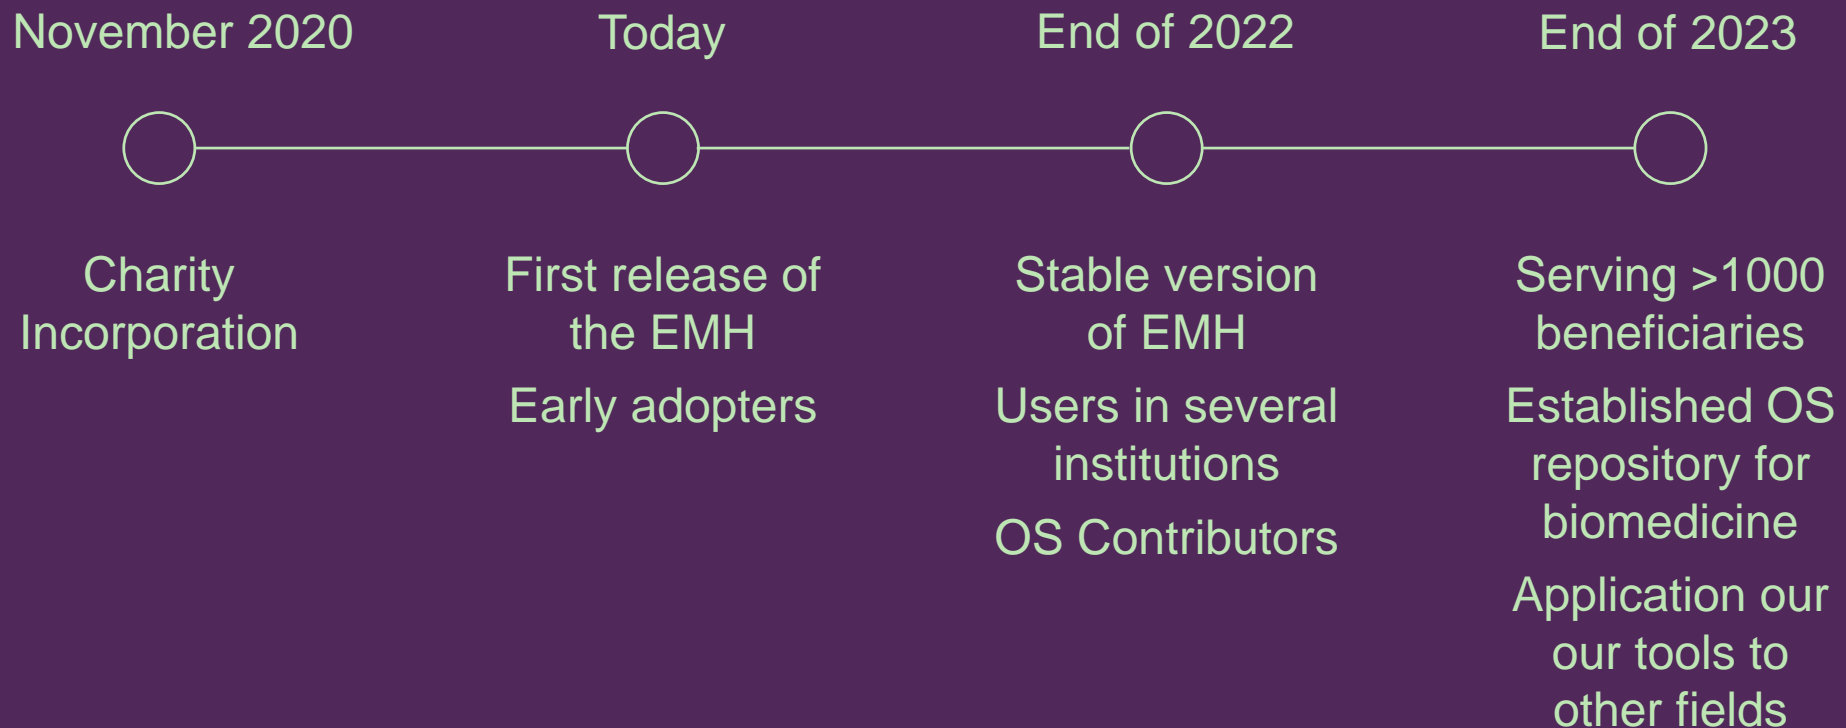 November 2020
Today
End of 2022
End of 2023
Charity
Incorporation
First release of
the EMH
Early adopters
Stable version
of EMH
Users in several
institutions
OS Contributors
Serving >1000
beneficiaries
Established OS
repository for
biomedicine
Application our
our tools to
other fields